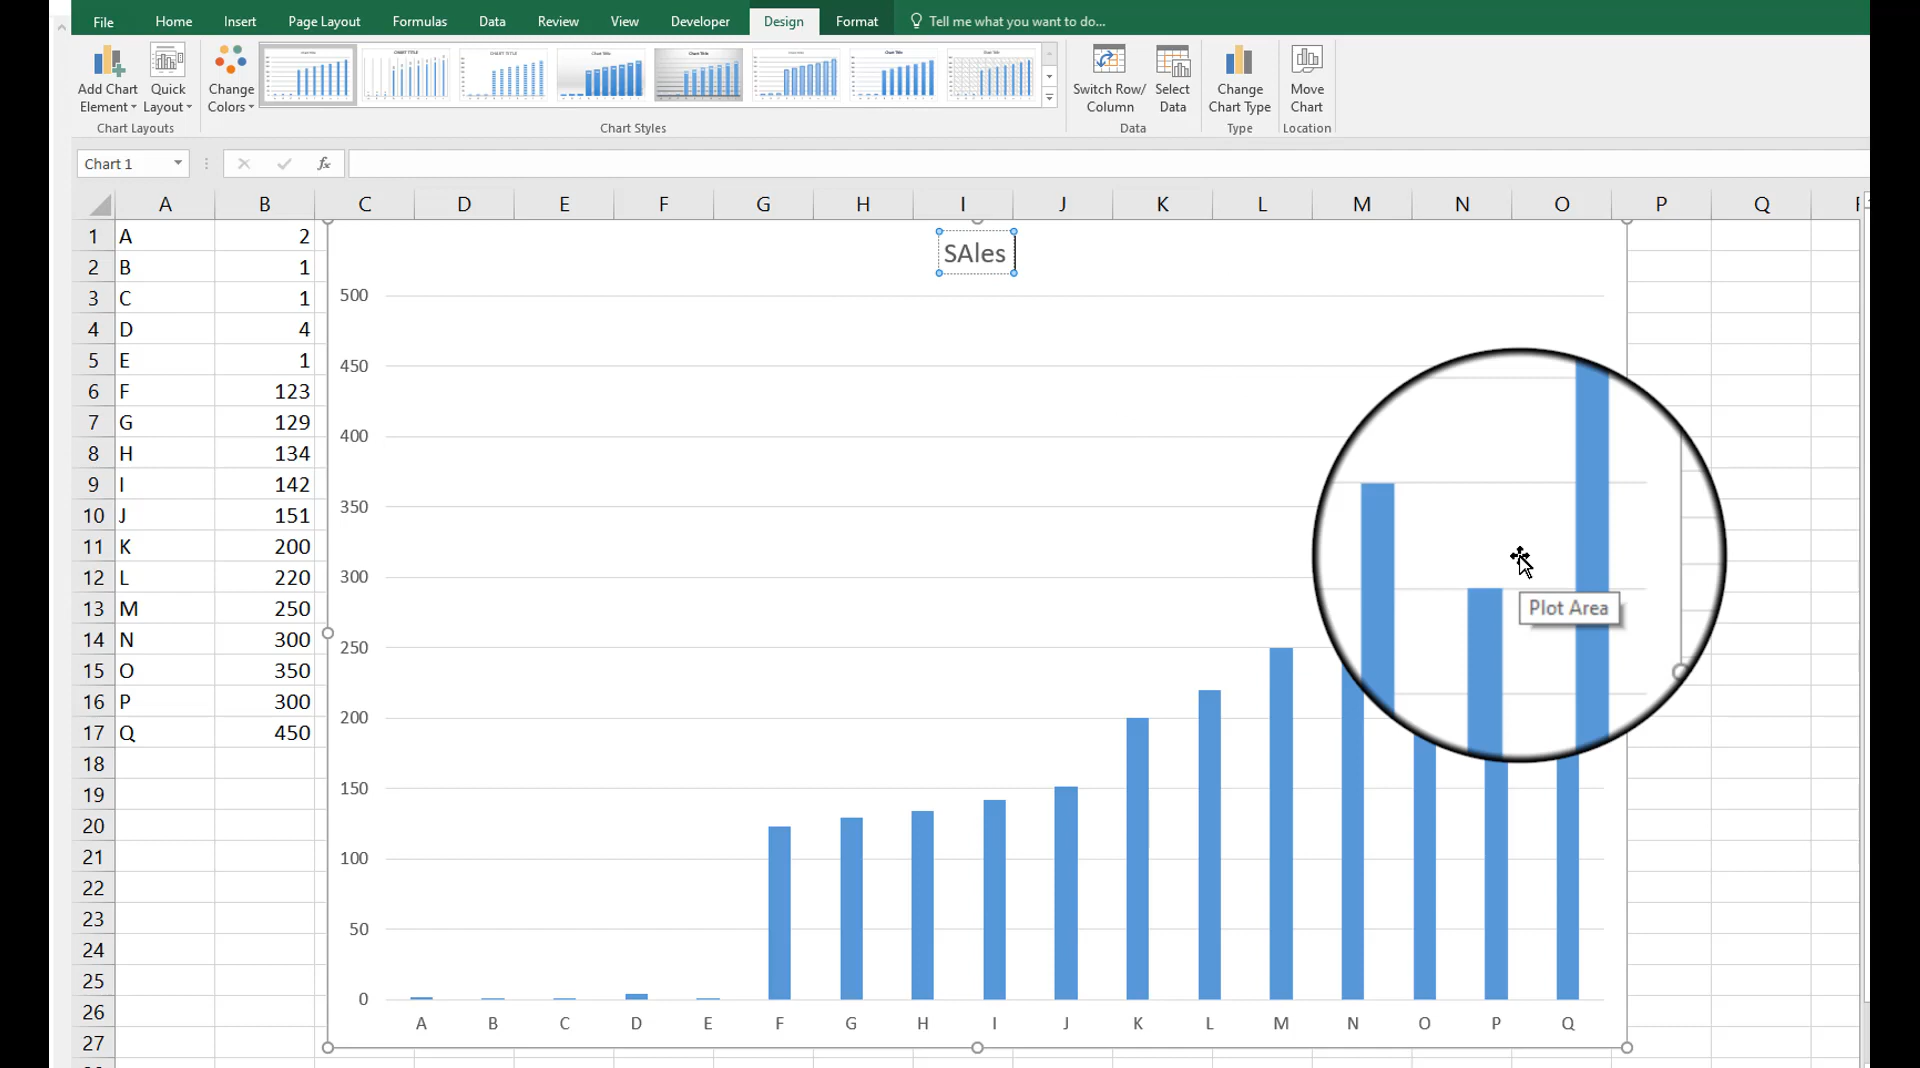 File Home Insert Page Layout Formulas Data Review View Developer Design Format Tell me what you want to do...
Add Chart Element
Quick Layout
Change Colors
Switch Row/ Column
Select Data
Change Chart Type
Move Chart
Chart Layouts Chart Styles Data Type Location
Chart 1 fx
A B C D E F G H I J K L M N O P Q
1 A 2
2 B 1
3 C 1
4 D 4
5 E 1
6 F 123
7 G 129
8 H 134
9 I 142
10 J 151
11 K 200
12 L 220
13 M 250
14 N 300
15 O 350
16 P 300
17 Q 450
18
19
20
21
22
23
24
25
26
27
SAles
500
450
400
350
300
250
200
150
100
50
0
A B C D E F G H I J K L M N O P Q
Plot Area